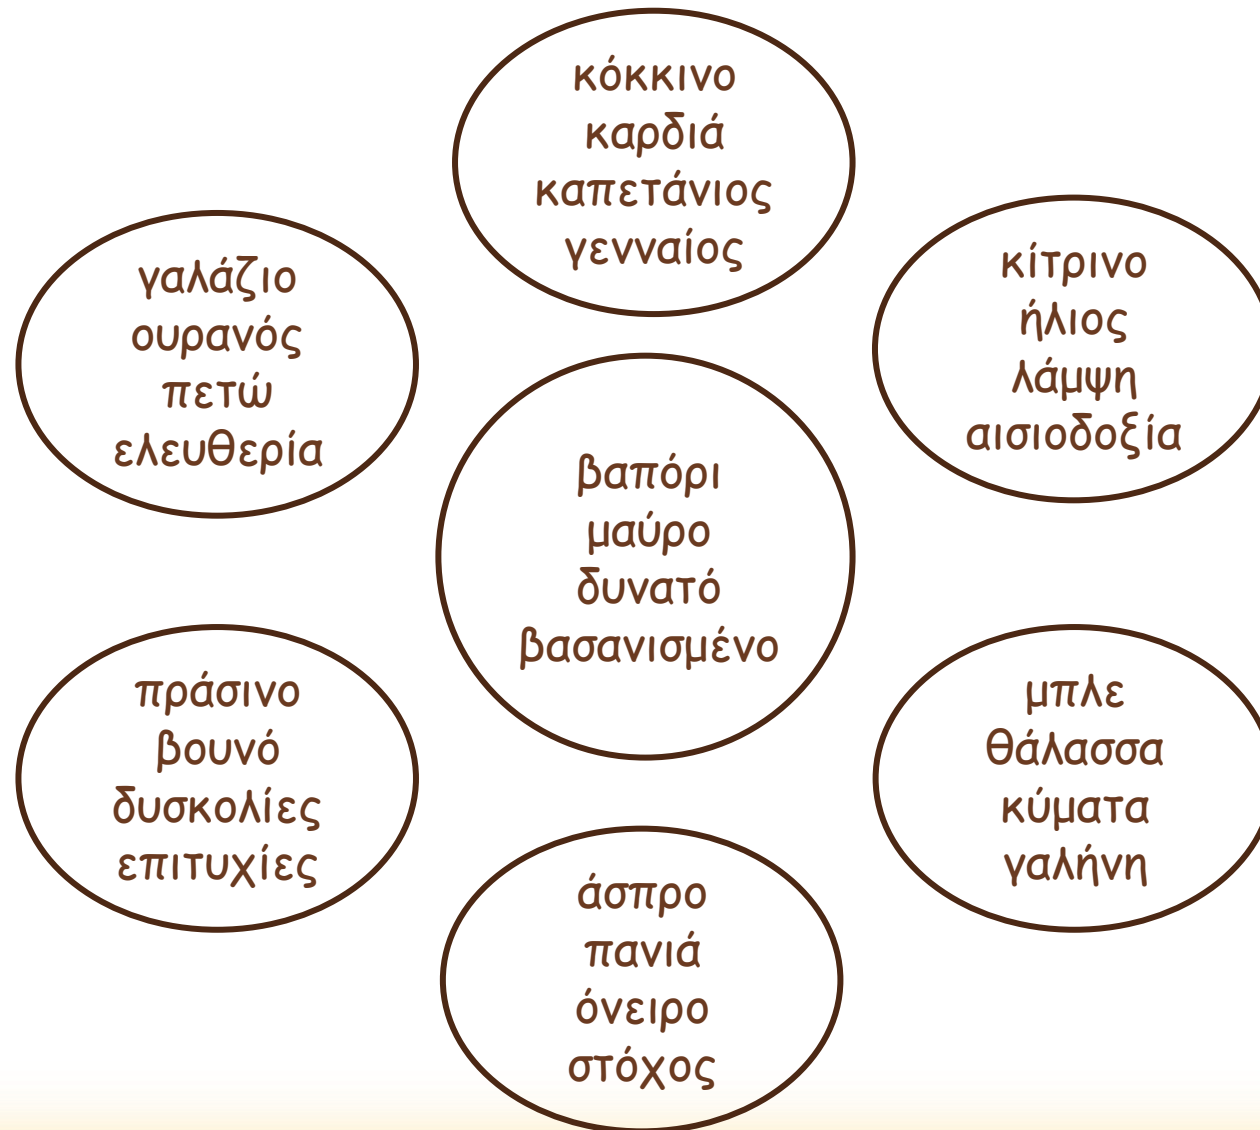 κόκκινο
καρδιά
καπετάνιος
γενναίος
γαλάζιο
ουρανός
πετώ
ελευθερία
κίτρινο
ήλιος
λάμψη
αισιοδοξία
βαπόρι
μαύρο
δυνατό
βασανισμένο
πράσινο
βουνό
δυσκολίες
επιτυχίες
μπλε
θάλασσα
κύματα
γαλήνη
άσπρο
πανιά
όνειρο
στόχος